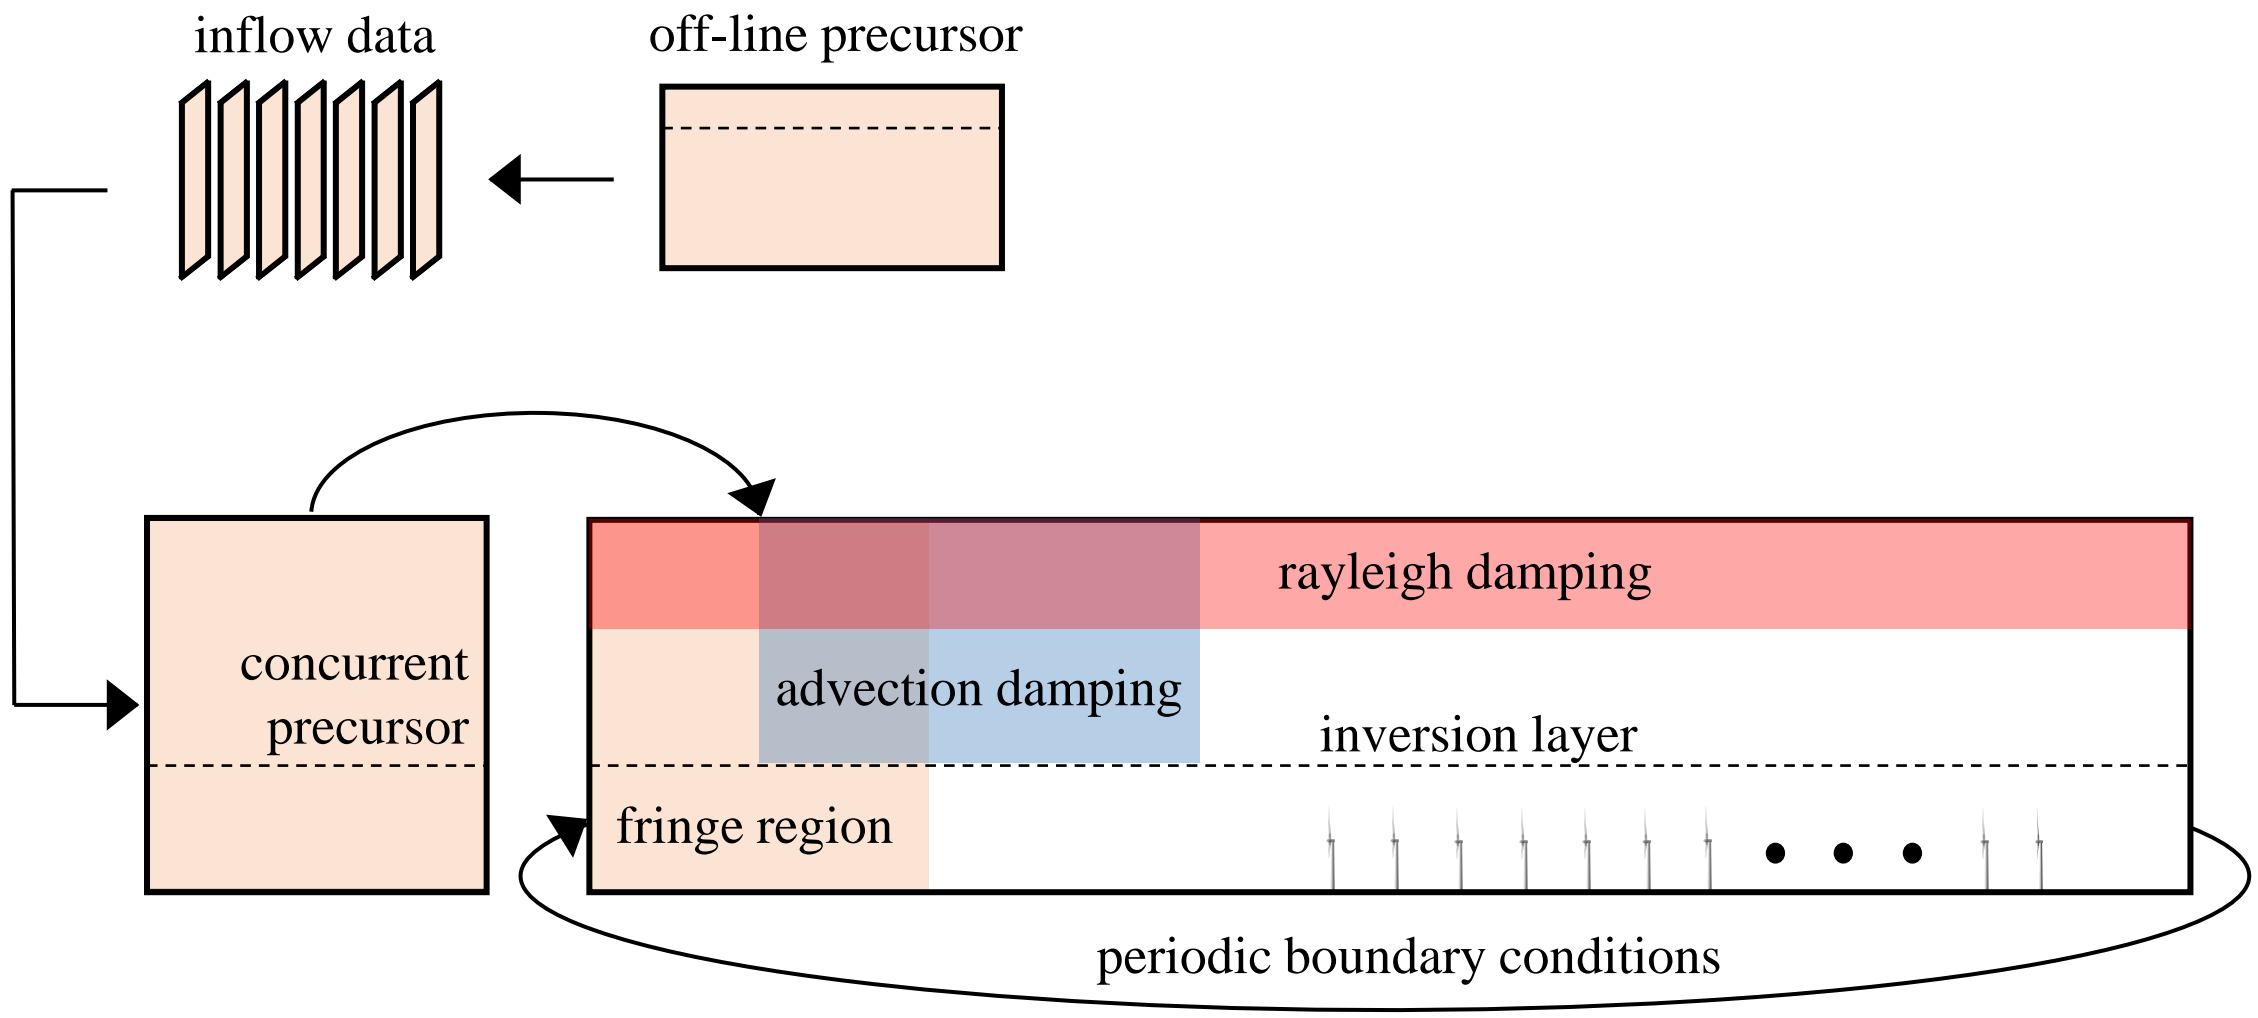 inflow data
off-line precursor
rayleigh damping
concurrent
precursor
advection damping
inversion layer
fringe region
periodic boundary conditions